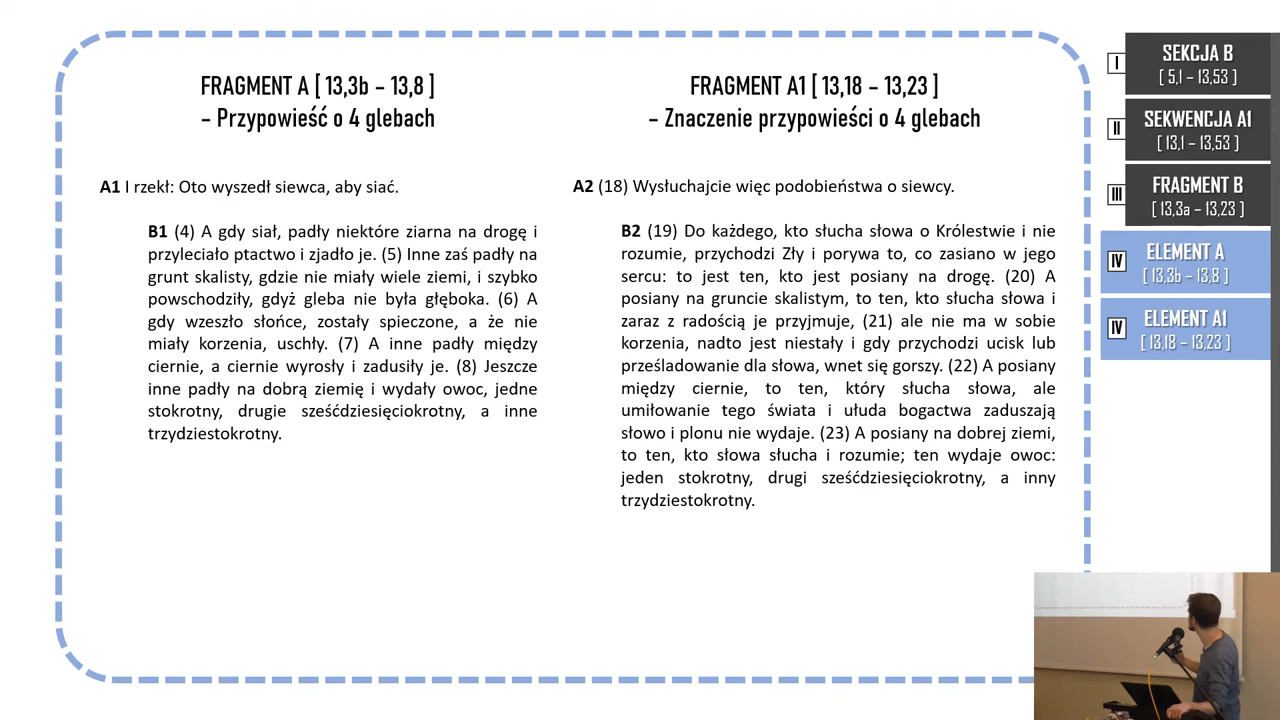 FRAGMENT A [ 13,3b – 13,8 ]
– Przypowieść o 4 glebach
A1 I rzekł: Oto wyszedł siewca, aby siać.
B1 (4) A gdy siał, padły niektóre ziarna na drogę i
przyleciało ptactwo i zjadło je. (5) Inne zaś padły na
grunt skalisty, gdzie nie miały wiele ziemi, i szybko
powschodziły, gdyż gleba nie była głęboka. (6) A
gdy wzeszło słońce, zostały spieczone, a że nie
miały korzenia, uschły. (7) A inne padły między
ciernie, a ciernie wyrosły i zadusiły je. (8) Jeszcze
inne padły na dobrą ziemię i wydały owoc, jedne
stokrotny, drugie sześćdziesięciokrotny, a inne
trzydziestokrotny.
FRAGMENT A1 [ 13,18 – 13,23 ]
– Znaczenie przypowieści o 4 glebach
A2 (18) Wysłuchajcie więc podobieństwa o siewcy.
B2 (19) Do każdego, kto słucha słowa o Królestwie i nie
rozumie, przychodzi Zły i porywa to, co zasiano w jego
sercu: to jest ten, kto jest posiany na drogę. (20) A
posiany na gruncie skalistym, to ten, kto słucha słowa i
zaraz z radością je przyjmuje, (21) ale nie ma w sobie
korzenia, nadto jest niestały i gdy przychodzi ucisk lub
prześladowanie dla słowa, wnet się gorszy. (22) A posiany
między ciernie, to ten, który słucha słowa, ale
umiłowanie tego świata i ułuda bogactwa zaduszają
słowo i plonu nie wydaje. (23) A posiany na dobrej ziemi,
to ten, kto słowa słucha i rozumie; ten wydaje owoc:
jeden stokrotny, drugi sześćdziesięciokrotny, a inny
trzydziestokrotny.
I
SEKCJA B
[ 5,1 – 13,53 ]
II
SEKWENCJA A1
[ 13,1 – 13,53 ]
III
FRAGMENT B
[ 13,3a – 13,23 ]
IV
ELEMENT A
[ 13,3b – 13,8 ]
IV
ELEMENT A1
[ 13,18 – 13,23 ]